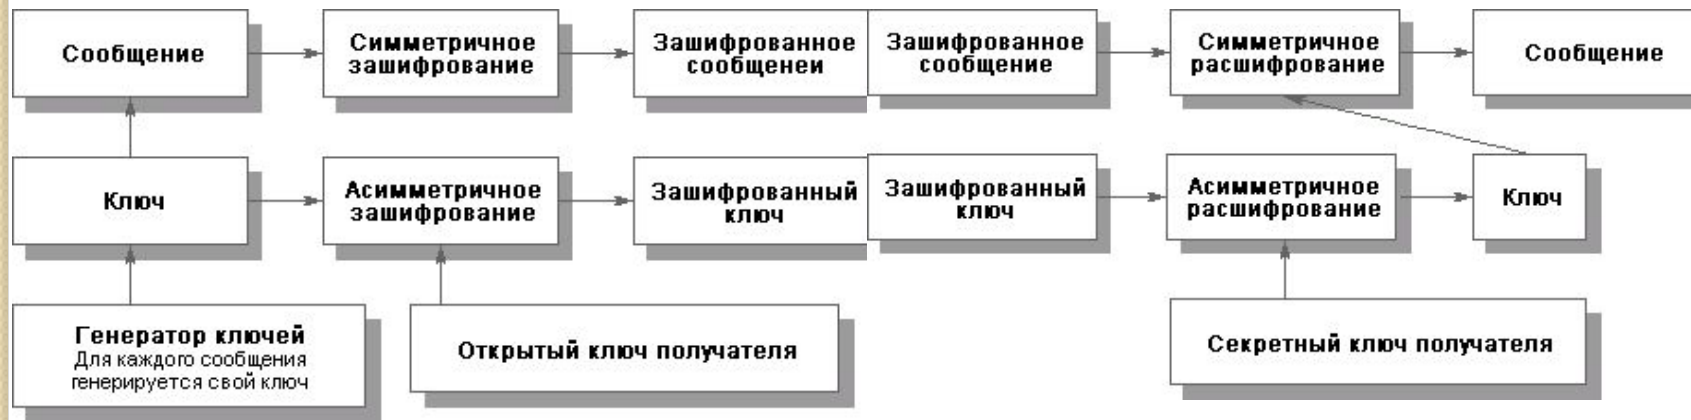 Сообщение
Симметричное
зашифрование
Зашифрованное
сообщенеи
Зашифрованное
сообщение
Симметричное
расшифрование
Сообщение
Ключ
Асимметричное
зашифрование
Зашифрованный
ключ
Зашифрованный
ключ
Асимметричное
расшифрование
Ключ
Генератор ключей
Для каждого сообщения
генерируется свой ключ
Открытый ключ получателя
Секретный ключ получателя